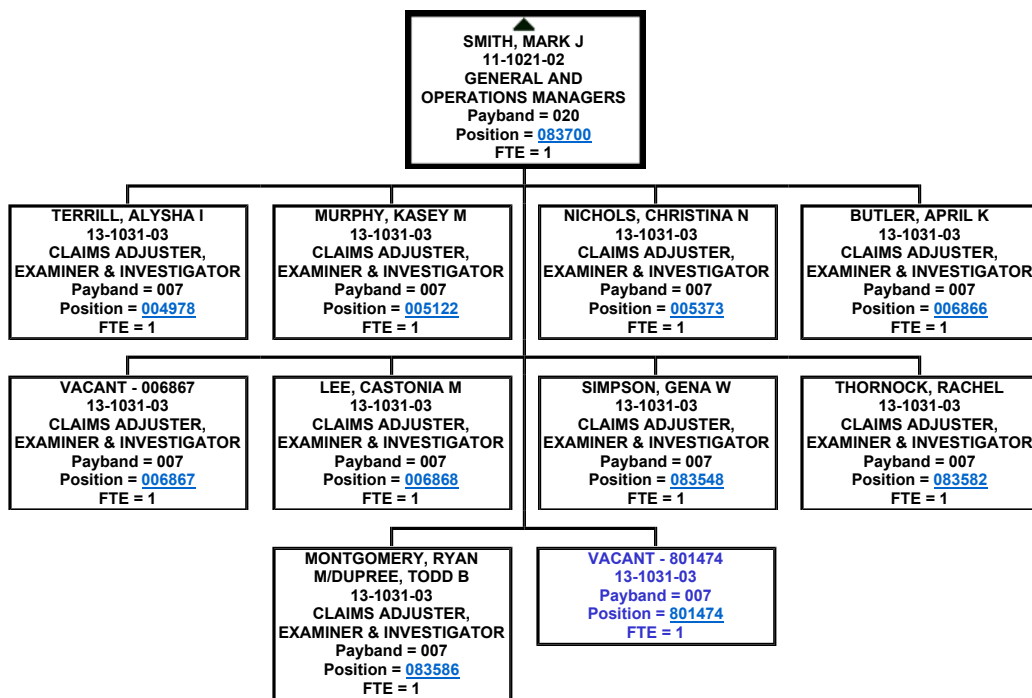 SMITH, MARK J
11-1021-02
GENERAL AND
OPERATIONS MANAGERS
Payband = 020
Position = 083700
FTE = 1
TERRILL, ALYSHA I
13-1031-03
CLAIMS ADJUSTER,
EXAMINER & INVESTIGATOR
Payband = 007
Position = 004978
FTE = 1
MURPHY, KASEY M
13-1031-03
CLAIMS ADJUSTER,
EXAMINER & INVESTIGATOR
Payband = 007
Position = 005122
FTE = 1
NICHOLS, CHRISTINA N
13-1031-03
CLAIMS ADJUSTER,
EXAMINER & INVESTIGATOR
Payband = 007
Position = 005373
FTE = 1
BUTLER, APRIL K
13-1031-03
CLAIMS ADJUSTER,
EXAMINER & INVESTIGATOR
Payband = 007
Position = 006866
FTE = 1
VACANT - 006867
13-1031-03
CLAIMS ADJUSTER,
EXAMINER & INVESTIGATOR
Payband = 007
Position = 006867
FTE = 1
LEE, CASTONIA M
13-1031-03
CLAIMS ADJUSTER,
EXAMINER & INVESTIGATOR
Payband = 007
Position = 006868
FTE = 1
SIMPSON, GENA W
13-1031-03
CLAIMS ADJUSTER,
EXAMINER & INVESTIGATOR
Payband = 007
Position = 083548
FTE = 1
THORNOCK, RACHEL
13-1031-03
CLAIMS ADJUSTER,
EXAMINER & INVESTIGATOR
Payband = 007
Position = 083582
FTE = 1
MONTGOMERY, RYAN
M/DUPREE, TODD B
13-1031-03
CLAIMS ADJUSTER,
EXAMINER & INVESTIGATOR
Payband = 007
Position = 083586
FTE = 1
VACANT - 801474
13-1031-03
Payband = 007
Position = 801474
FTE = 1